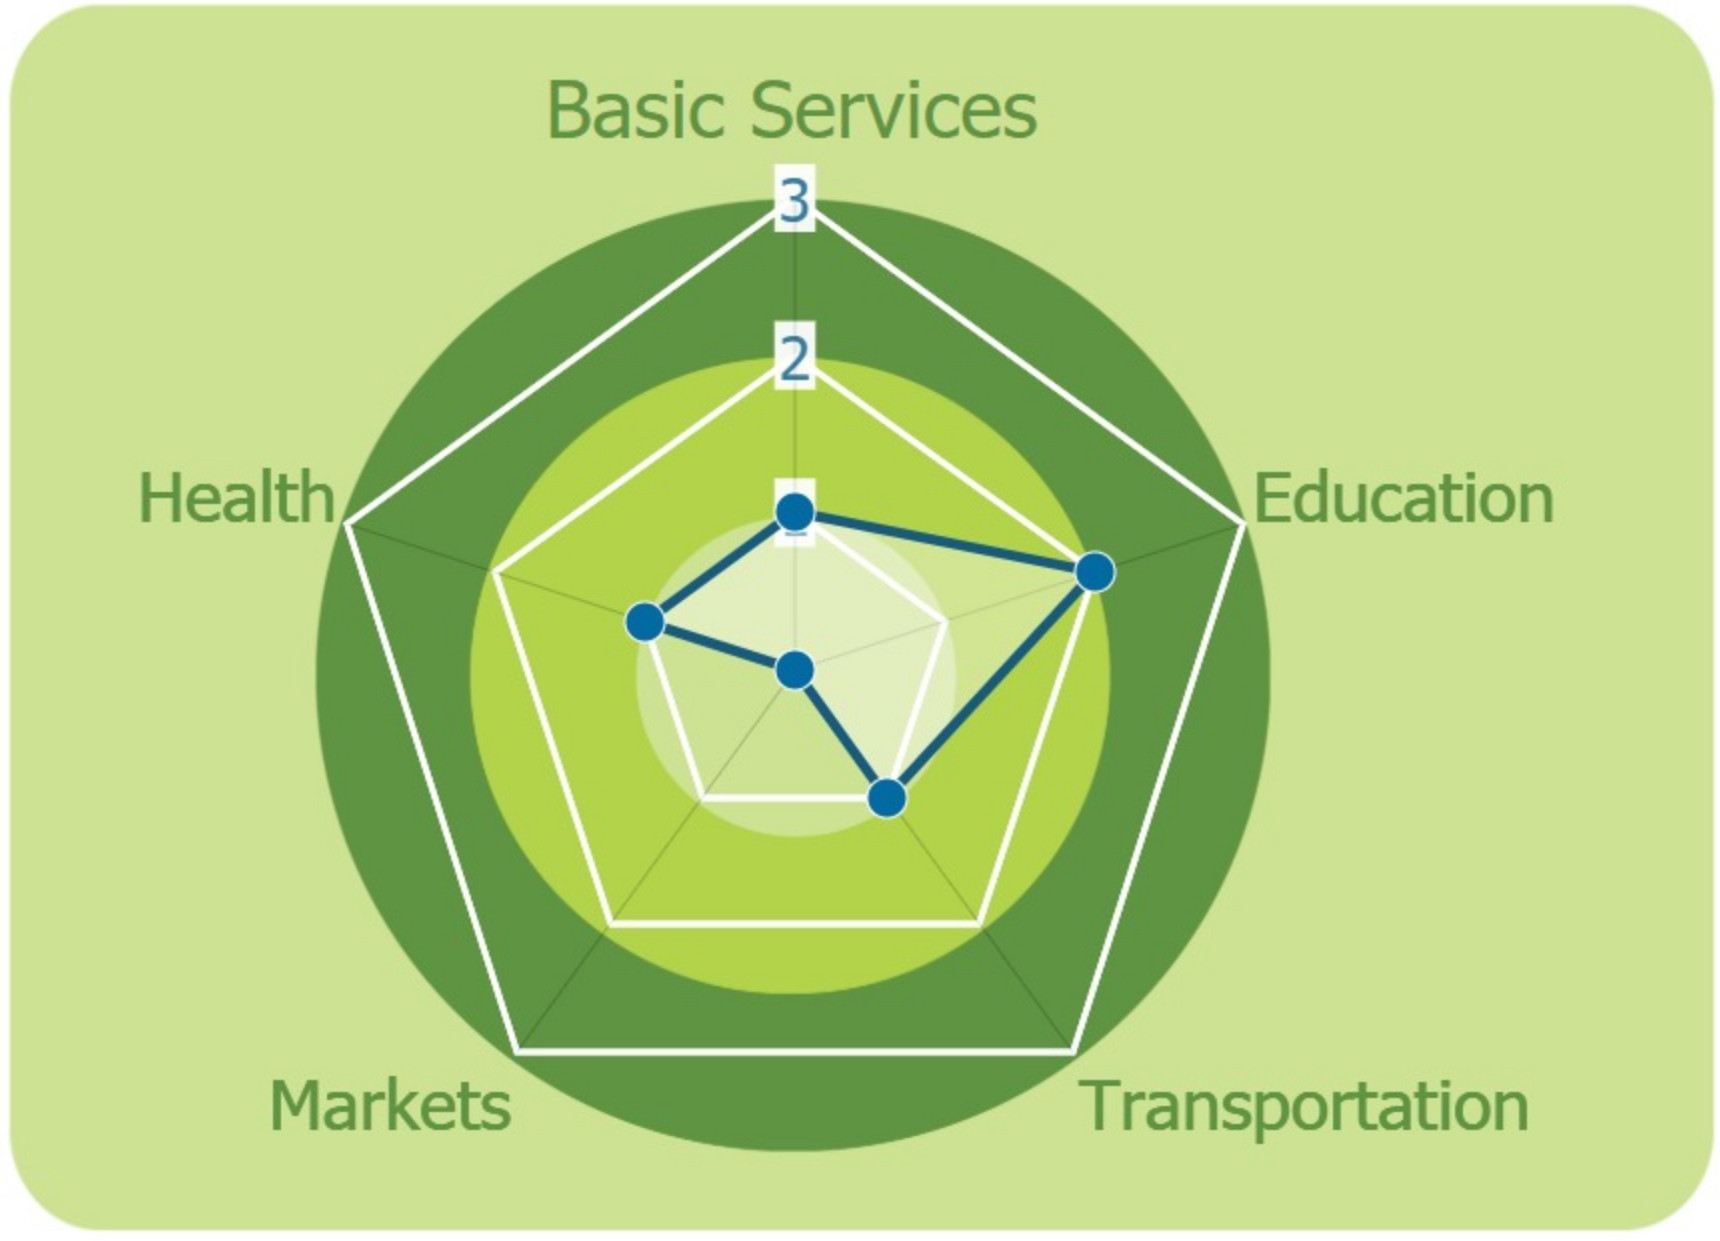 Basic Services
3
2
Health
Education
Markets
Transportation